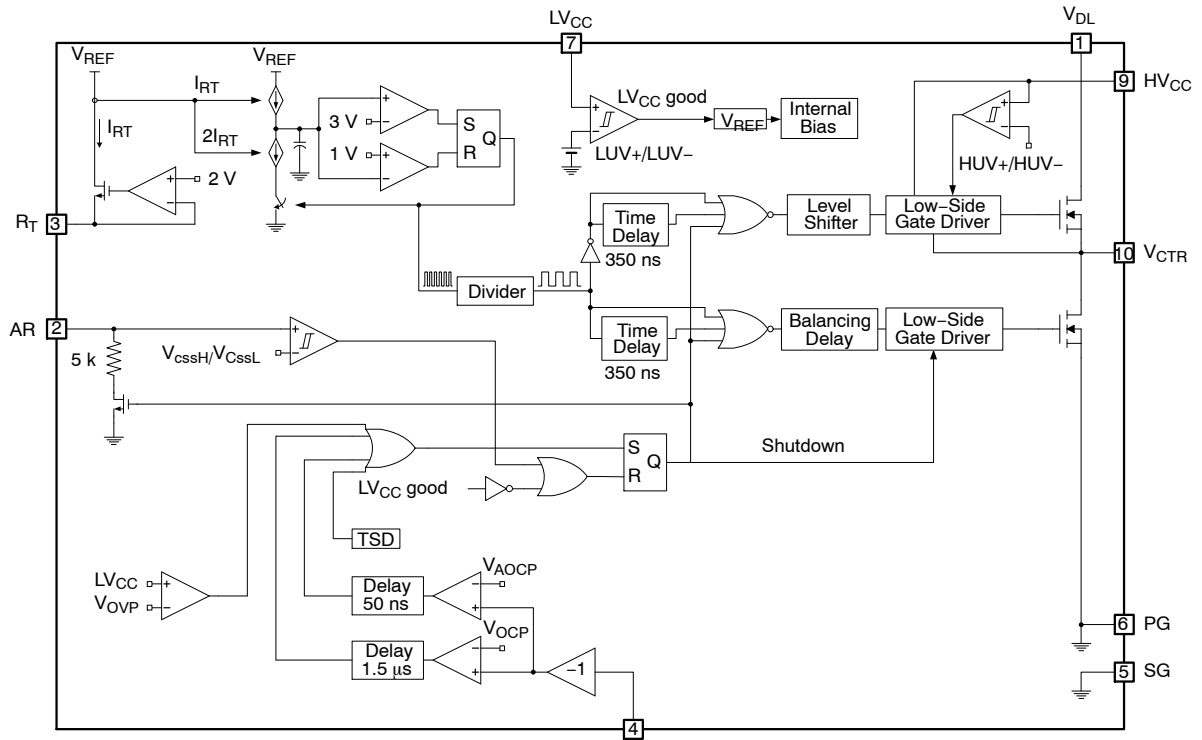 LVCC
7
VDL
1
VREF
VREF
IRT
IRT
2IRT
3 V
1 V
S
R
Q
2 V
RT
3
LVCC good
VREF
Internal
Bias
LUV+/LUV−
9
HVCC
HUV+/HUV−
Time
Delay
350 ns
Level
Shifter
Low−Side
Gate Driver
10
VCTR
Divider
Time
Delay
350 ns
Balancing
Delay
Low−Side
Gate Driver
AR
2
5 k
VcssH/VCssL
S
R
Q
Shutdown
LVCC good
TSD
LVCC
VOVP
Delay
50 ns
VAOCP
Delay
1.5 μs
VOCP
−1
6
PG
5
SG
4